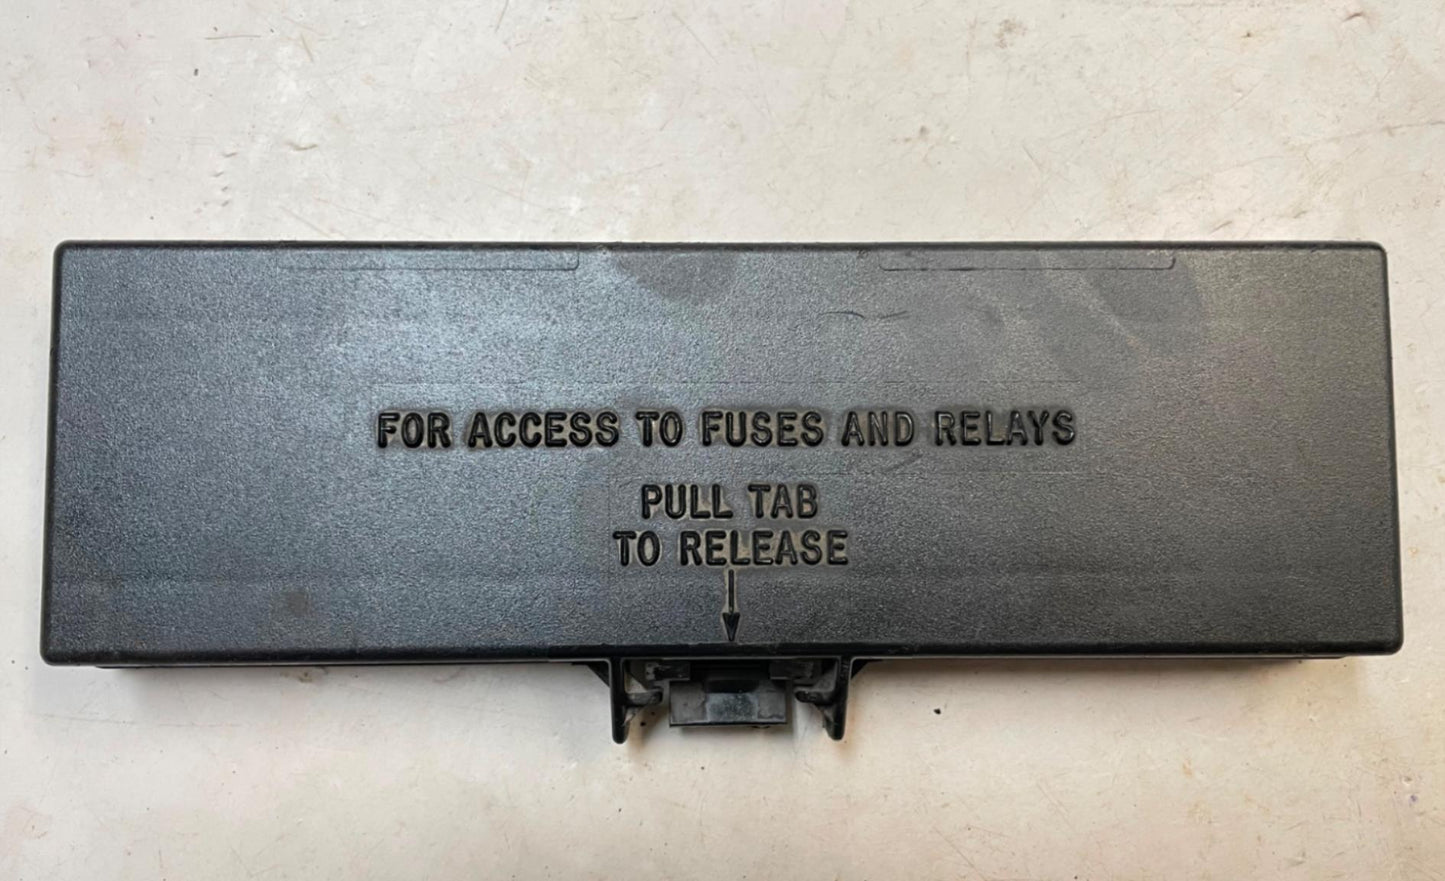 FOR ACCESS TO FUSES AND RELAYS
PULL TAB
TO RELEASE